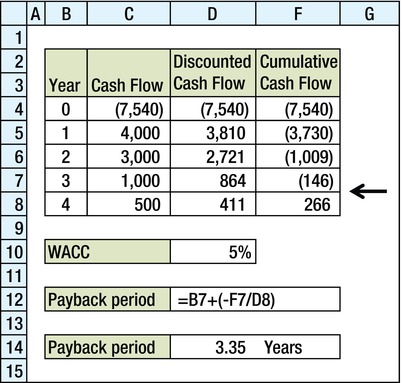 A B C D F G
1
2 Discounted Cumulative
3 Year Cash Flow Cash Flow Cash Flow
4 0 (7,540) (7,540) (7,540)
5 1 4,000 3,810 (3,730)
6 2 3,000 2,721 (1,009)
7 3 1,000 864 (146)
8 4 500 411 266
9
10 WACC 5%
11
12 Payback period =B7+(-F7/D8)
13
14 Payback period 3.35 Years
15